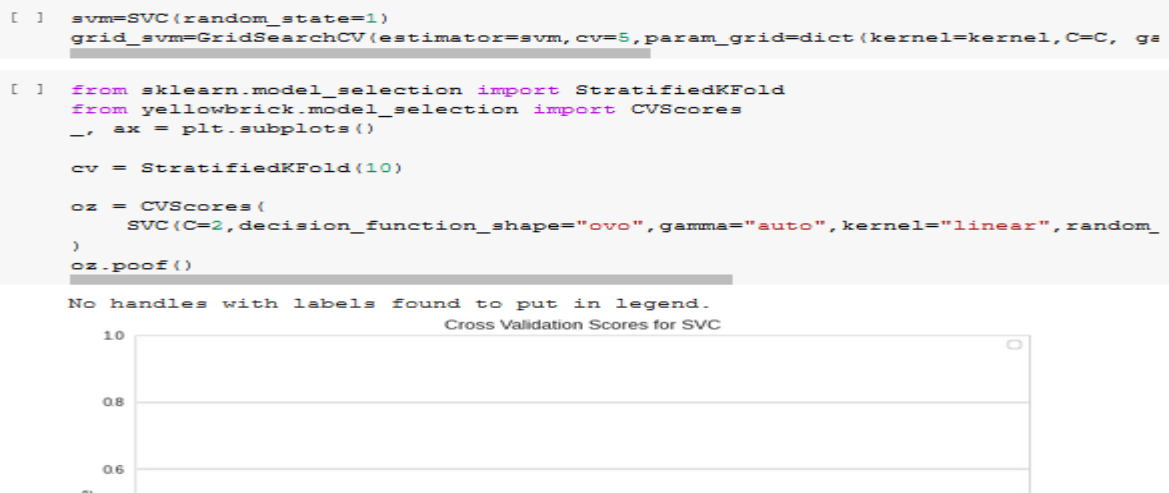 [ ] svm=SVC(random_state=1)
grid_svm=GridSearchCV(estimator=svm,cv=5,param_grid=dict(kernel=kernel,C=C, ga
[ ] from sklearn.model_selection import StratifiedKFold
from yellowbrick.model_selection import CVScores
_, ax = plt.subplots()
cv = StratifiedKFold(10)
oz = CVScores(
SVC(C=2,decision_function_shape="ovo",gamma="auto",kernel="linear",random_
)
oz.poof()
No handles with labels found to put in legend.
Cross Validation Scores for SVC
1.0
0.8
0.6